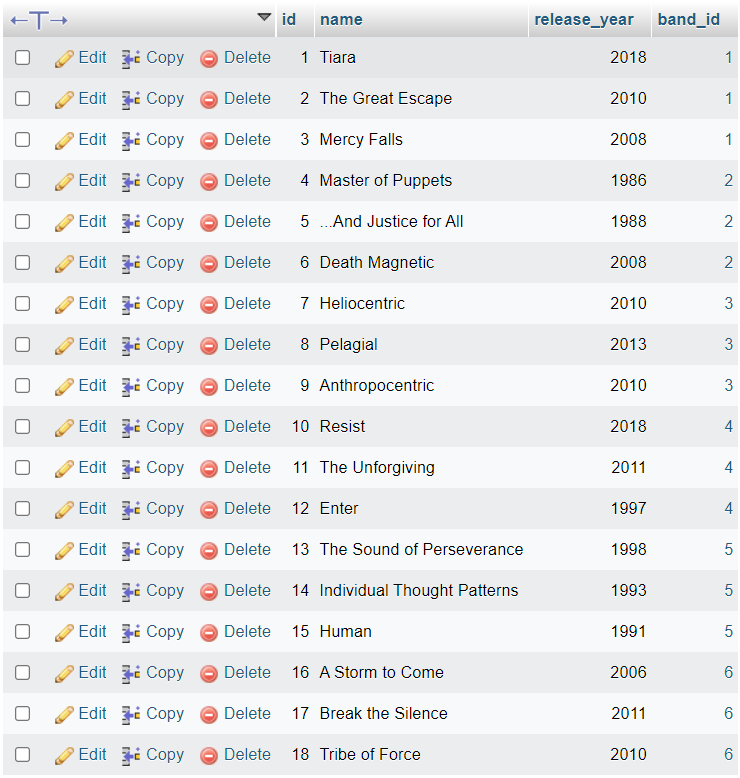 id name release_year band_id
Edit Copy Delete 1 Tiara 2018 1
Edit Copy Delete 2 The Great Escape 2010 1
Edit Copy Delete 3 Mercy Falls 2008 1
Edit Copy Delete 4 Master of Puppets 1986 2
Edit Copy Delete 5 ...And Justice for All 1988 2
Edit Copy Delete 6 Death Magnetic 2008 2
Edit Copy Delete 7 Heliocentric 2010 3
Edit Copy Delete 8 Pelagial 2013 3
Edit Copy Delete 9 Anthropocentric 2010 3
Edit Copy Delete 10 Resist 2018 4
Edit Copy Delete 11 The Unforgiving 2011 4
Edit Copy Delete 12 Enter 1997 4
Edit Copy Delete 13 The Sound of Perseverance 1998 5
Edit Copy Delete 14 Individual Thought Patterns 1993 5
Edit Copy Delete 15 Human 1991 5
Edit Copy Delete 16 A Storm to Come 2006 6
Edit Copy Delete 17 Break the Silence 2011 6
Edit Copy Delete 18 Tribe of Force 2010 6